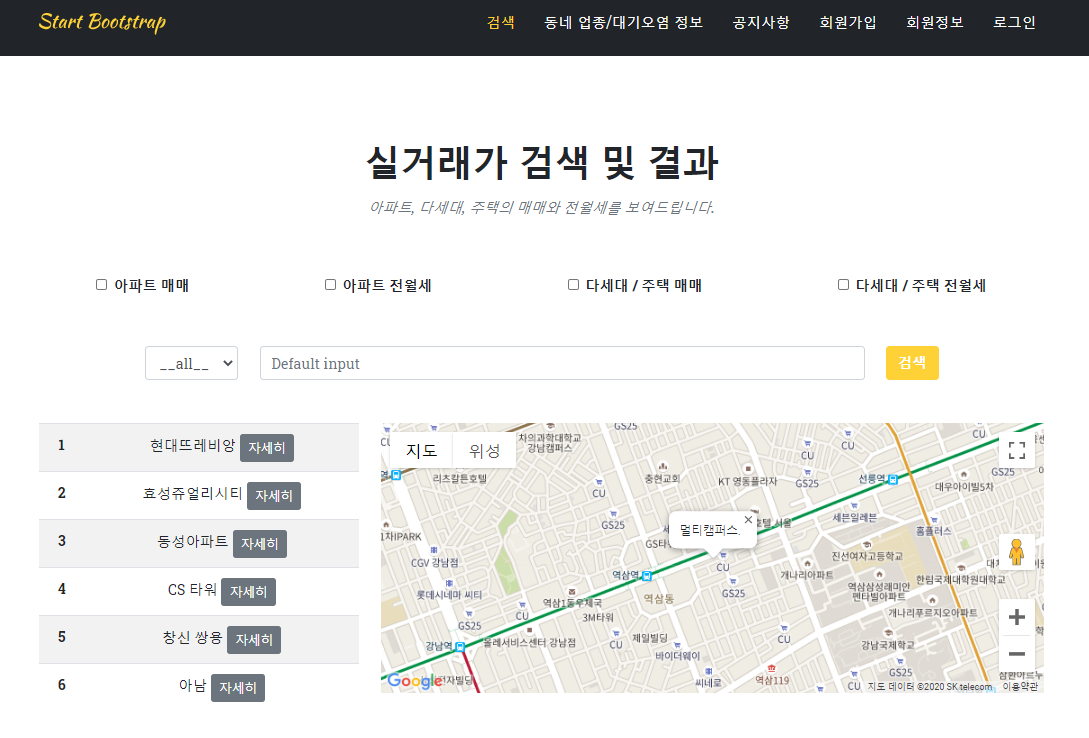 Start Bootstrap 검색 동네 업종/대기오염 정보 공지사항 회원가입 회원정보 로그인
실거래가 검색 및 결과
아파트, 다세대, 주택의 매매와 전월세를 보여드립니다.
아파트 매매 아파트 전월세 다세대 / 주택 매매 다세대 / 주택 전월세
__all__ Default input 검색
1 현대뜨레비앙 자세히
2 효성쥬얼리시티 자세히
3 동성아파트 자세히
4 CS 타워 자세히
5 창신 쌍용 자세히
6 아남 자세히
지도 위성
GS25
차의과학대학교
강남캠퍼스
CU
CU
CU
리츠칼튼호텔
충현교회
KT 영동플라자
선릉역
GS25
대우아이빌5차
CU
GS25
GS25
멀티캠퍼스.
세븐일레븐
홈플러스
1차IPARK
CGV 강남점
진선여자고등학교
CU
역삼역
개나리아파트
한림국제대학원대학교
롯데시네마 씨티
GS25
역삼동
역삼삼성래미안
펜타빌아파트
역삼1동우체국
CU
3M타워
개나리푸르지오아파트
GS25
강남역
올레서비스센터 강남점
CU
제일빌딩
CU
강남국제학교
바이더웨이
GS25
씨네로
역삼119
CU
Google
지도 데이터 ©2020 SK telecom 이용약관